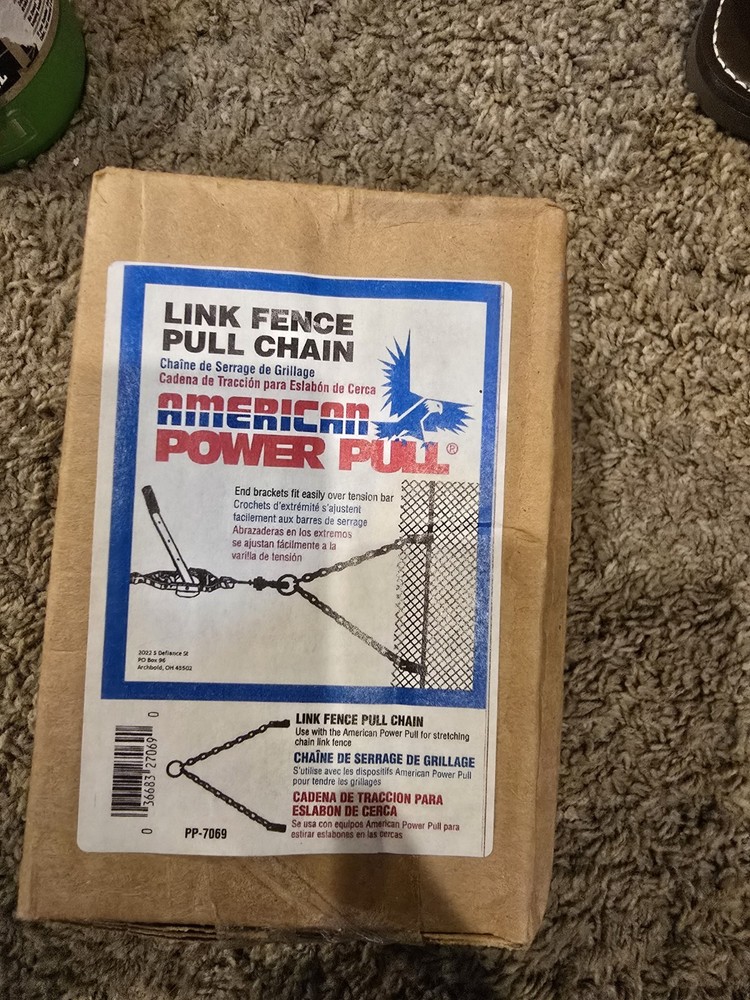 LINK FENCE
PULL CHAIN
Chaîne de Serrage de Grillage
Cadena de Tracción para Eslabón de Cerca
AMERICAN
POWER PULL®
End brackets fit easily over tension bar
Crochets d'extrémité s'ajustent
facilement aux barres de serrage
Abrazaderas en los extremos
se ajustan fácilmente a la
varilla de tensión
2022 S Defiance St
PO Box 96
Archbold, OH 43502
0 36683 27069 0
PP-7069
LINK FENCE PULL CHAIN
Use with the American Power Pull for stretching
chain link fence
CHAÎNE DE SERRAGE DE GRILLAGE
S'utilise avec les dispositifs American Power Pull
pour tendre les grillages
CADENA DE TRACCION PARA
ESLABON DE CERCA
Se usa con equipos American Power Pull para
estirar eslabones en las cercas